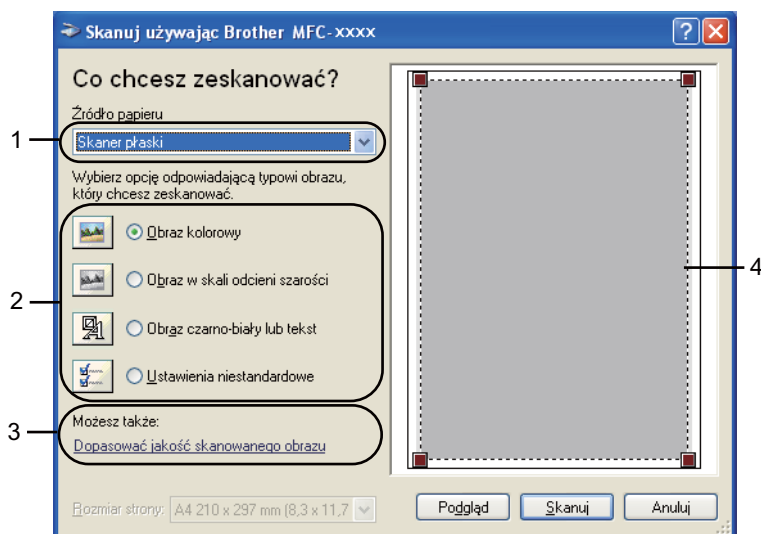 Skanuj używając Brother MFC-xxxx
Co chcesz zeskanować?
Źródło papieru
1
Skaner płaski
Wybierz opcję odpowiadającą typowi obrazu,
który chcesz zeskanować.
Obraz kolorowy
Obraz w skali odcieni szarości
4
2
Obraz czarno-biały lub tekst
Ustawienia niestandardowe
Możesz także:
3
Dopasować jakość skanowanego obrazu
Rozmiar strony: A4 210 x 297 mm (8,3 x 11,7
Podgląd Skanuj Anuluj